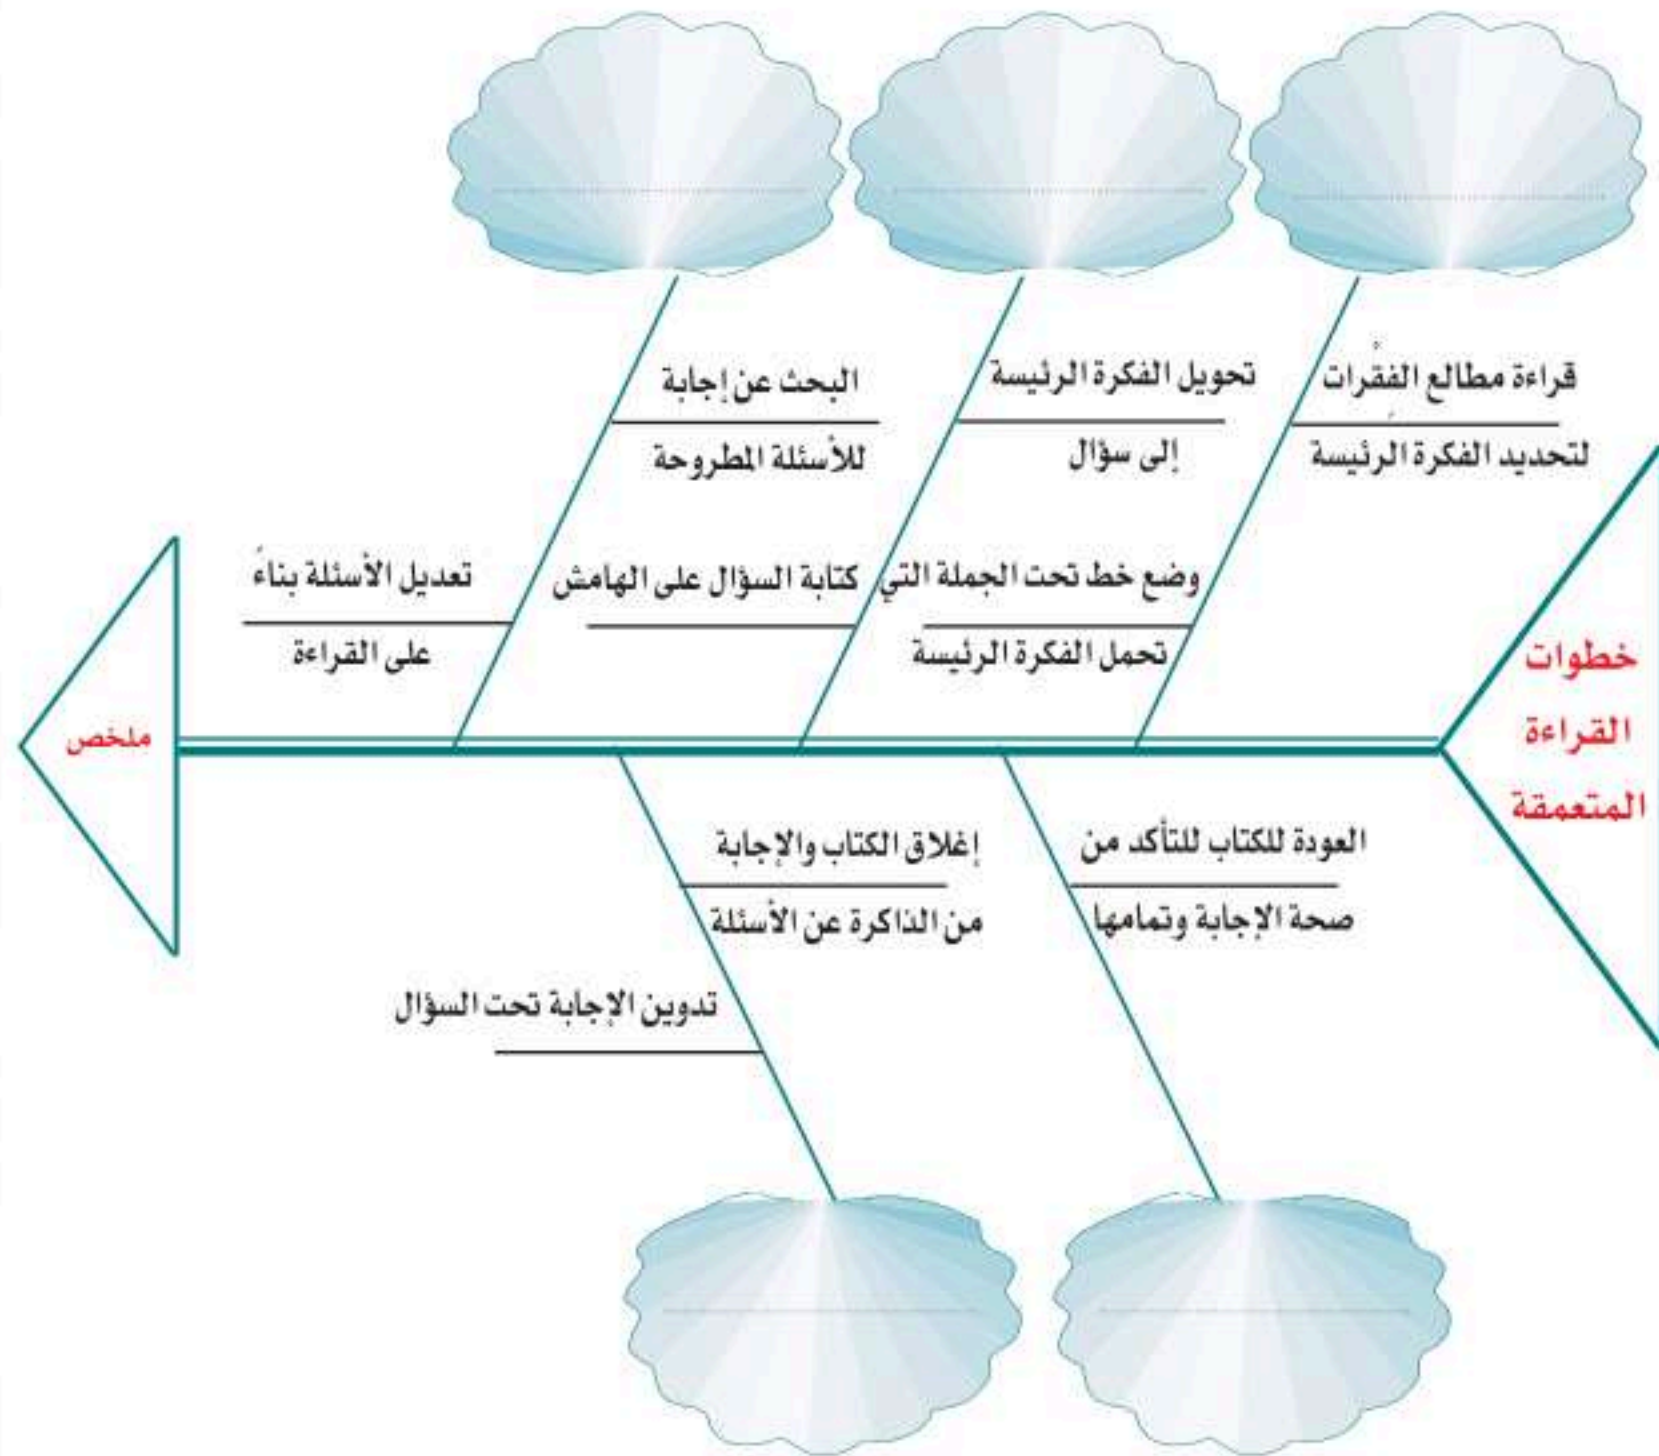 قراءة مطالع الفقرات
لتحديد الفكرة الرئيسة
وضع خط تحت الجملة التي
تحمل الفكرة الرئيسة
تحويل الفكرة الرئيسة
إلى سؤال
كتابة السؤال على الهامش
البحث عن إجابة
للأسئلة المطروحة
تعديل الأسئلة بناءً
على القراءة
خطوات
القراءة
المتعمقة
ملخص
العودة للكتاب للتأكد من
صحة الإجابة وتمامها
إغلاق الكتاب والإجابة
من الذاكرة عن الأسئلة
تدوين الإجابة تحت السؤال